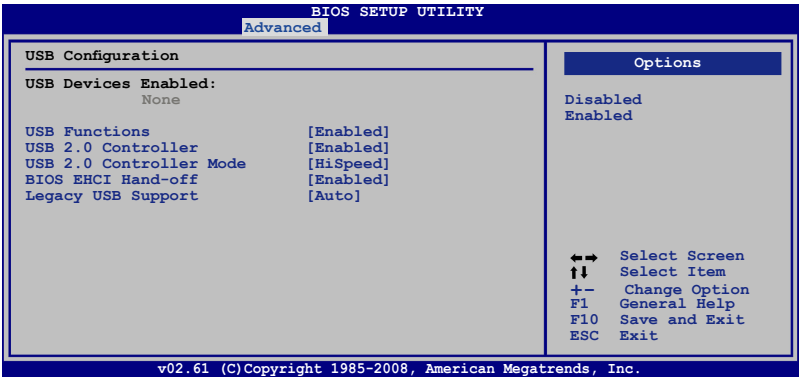 BIOS SETUP UTILITY
Advanced
USB Configuration
USB Devices Enabled:
None
USB Functions [Enabled]
USB 2.0 Controller [Enabled]
USB 2.0 Controller Mode [HiSpeed]
BIOS EHCI Hand-off [Enabled]
Legacy USB Support [Auto]
Options
Disabled
Enabled
←→ Select Screen
↑↓ Select Item
+- Change Option
F1 General Help
F10 Save and Exit
ESC Exit
v02.61 (C)Copyright 1985-2008, American Megatrends, Inc.